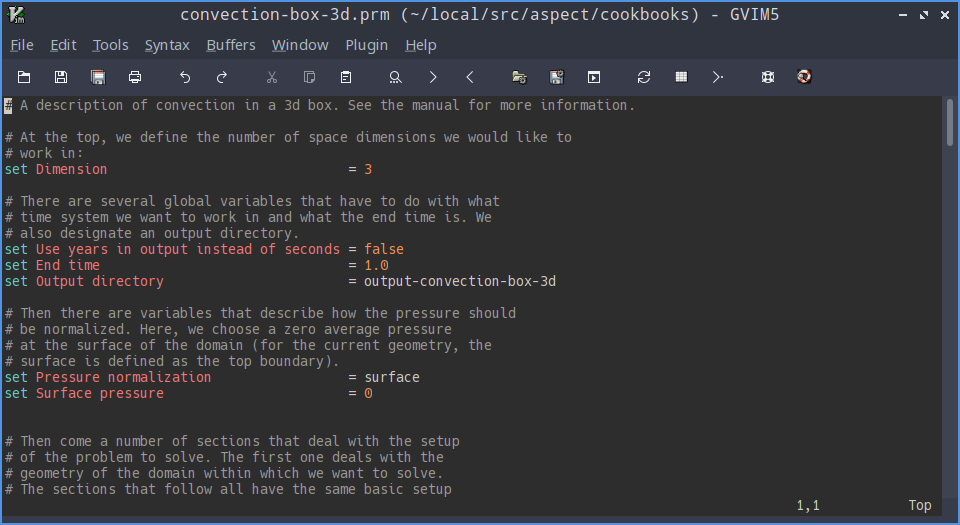 convection-box-3d.prm (~/local/src/aspect/cookbooks) - GVIM5
File Edit Tools Syntax Buffers Window Plugin Help
# A description of convection in a 3d box. See the manual for more information.
# At the top, we define the number of space dimensions we would like to
# work in:
set Dimension = 3
# There are several global variables that have to do with what
# time system we want to work in and what the end time is. We
# also designate an output directory.
set Use years in output instead of seconds = false
set End time = 1.0
set Output directory = output-convection-box-3d
# Then there are variables that describe how the pressure should
# be normalized. Here, we choose a zero average pressure
# at the surface of the domain (for the current geometry, the
# surface is defined as the top boundary).
set Pressure normalization = surface
set Surface pressure = 0
# Then come a number of sections that deal with the setup
# of the problem to solve. The first one deals with the
# geometry of the domain within which we want to solve.
# The sections that follow all have the same basic setup
1,1 Top